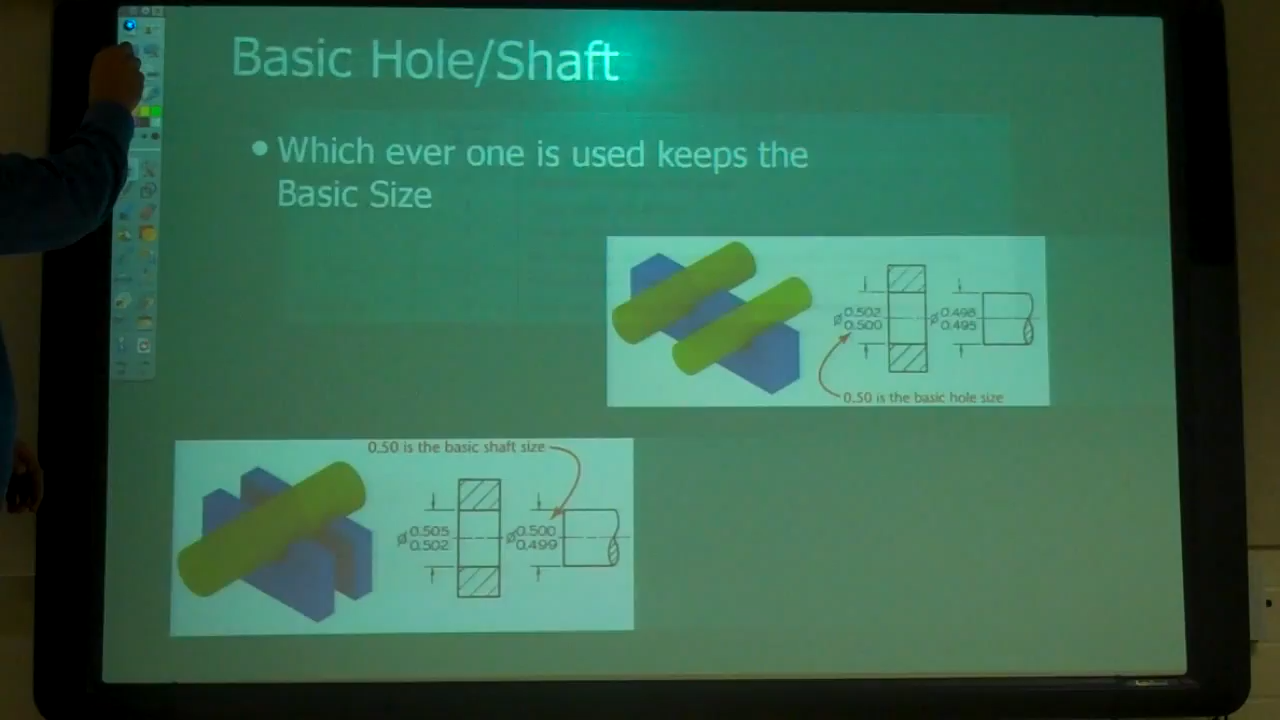 Basic Hole/Shaft
• Which ever one is used keeps the
Basic Size
⌀0.502
0.500
⌀0.498
0.495
0.50 is the basic hole size
0.50 is the basic shaft size
⌀0.505
0.502
⌀0.500
0.499